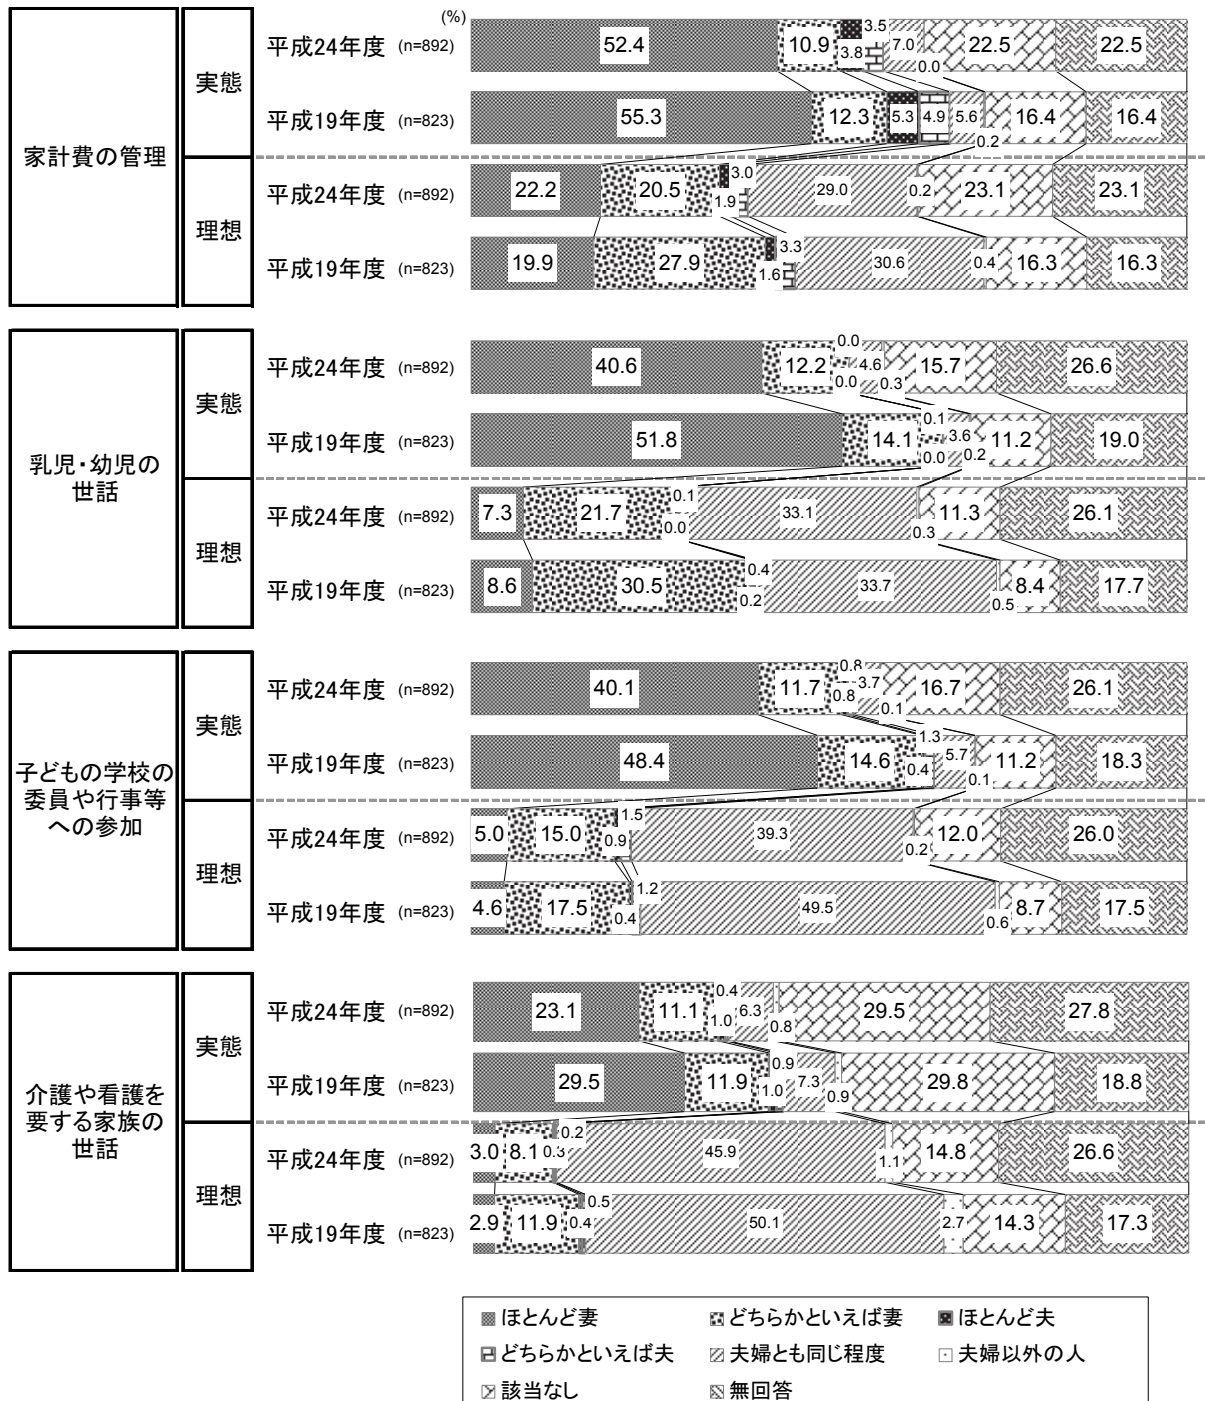 (%)
家計費の管理
実態
平成24年度 (n=892) 52.4 10.9 3.5 3.8 7.0 0.0 22.5 22.5
平成19年度 (n=823) 55.3 12.3 5.3 4.9 5.6 0.2 16.4 16.4
理想
平成24年度 (n=892) 22.2 20.5 3.0 1.9 29.0 0.2 23.1 23.1
平成19年度 (n=823) 19.9 27.9 3.3 1.6 30.6 0.4 16.3 16.3
乳児・幼児の
世話
実態
平成24年度 (n=892) 40.6 12.2 0.0 0.0 4.6 0.3 15.7 26.6
平成19年度 (n=823) 51.8 14.1 0.1 0.0 3.6 0.2 11.2 19.0
理想
平成24年度 (n=892) 7.3 21.7 0.1 0.0 33.1 0.3 11.3 26.1
平成19年度 (n=823) 8.6 30.5 0.4 0.2 33.7 0.5 8.4 17.7
子どもの学校の
委員や行事等
への参加
実態
平成24年度 (n=892) 40.1 11.7 0.8 0.8 3.7 0.1 16.7 26.1
平成19年度 (n=823) 48.4 14.6 1.3 0.4 5.7 0.1 11.2 18.3
理想
平成24年度 (n=892) 5.0 15.0 1.5 0.9 39.3 0.2 12.0 26.0
平成19年度 (n=823) 4.6 17.5 1.2 0.4 49.5 0.6 8.7 17.5
介護や看護を
要する家族の
世話
実態
平成24年度 (n=892) 23.1 11.1 0.4 1.0 6.3 0.8 29.5 27.8
平成19年度 (n=823) 29.5 11.9 0.9 1.0 7.3 0.9 29.8 18.8
理想
平成24年度 (n=892) 3.0 8.1 0.2 0.3 45.9 1.1 14.8 26.6
平成19年度 (n=823) 2.9 11.9 0.5 0.4 50.1 2.7 14.3 17.3
ほとんど妻 どちらかといえば妻 ほとんど夫
どちらかといえば夫 夫婦とも同じ程度 夫婦以外の人
該当なし 無回答